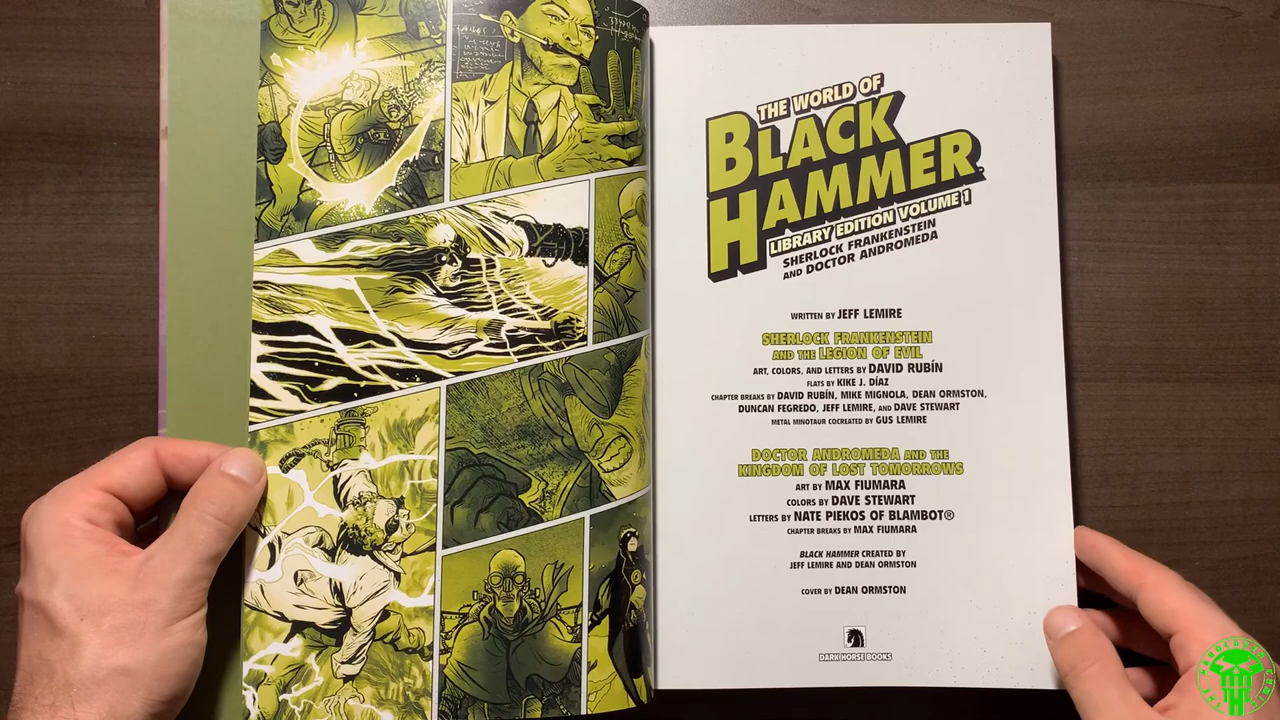 THE WORLD OF
BLACK
HAMMER
LIBRARY EDITION VOLUME 1
SHERLOCK FRANKENSTEIN
AND DOCTOR ANDROMEDA
WRITTEN BY JEFF LEMIRE
SHERLOCK FRANKENSTEIN
AND THE LEGION OF EVIL
ART, COLORS, AND LETTERS BY DAVID RUBÍN
FLATS BY KIKE J. DÍAZ
CHAPTER BREAKS BY DAVID RUBÍN, MIKE MIGNOLA, DEAN ORMSTON,
DUNCAN FEGREDO, JEFF LEMIRE, AND DAVE STEWART
METAL MINOTAUR COCREATED BY GUS LEMIRE
DOCTOR ANDROMEDA AND THE
KINGDOM OF LOST TOMORROWS
ART BY MAX FIUMARA
COLORS BY DAVE STEWART
LETTERS BY NATE PIEKOS OF BLAMBOT®
CHAPTER BREAKS BY MAX FIUMARA
BLACK HAMMER CREATED BY
JEFF LEMIRE AND DEAN ORMSTON
COVER BY DEAN ORMSTON
DARK HORSE BOOKS